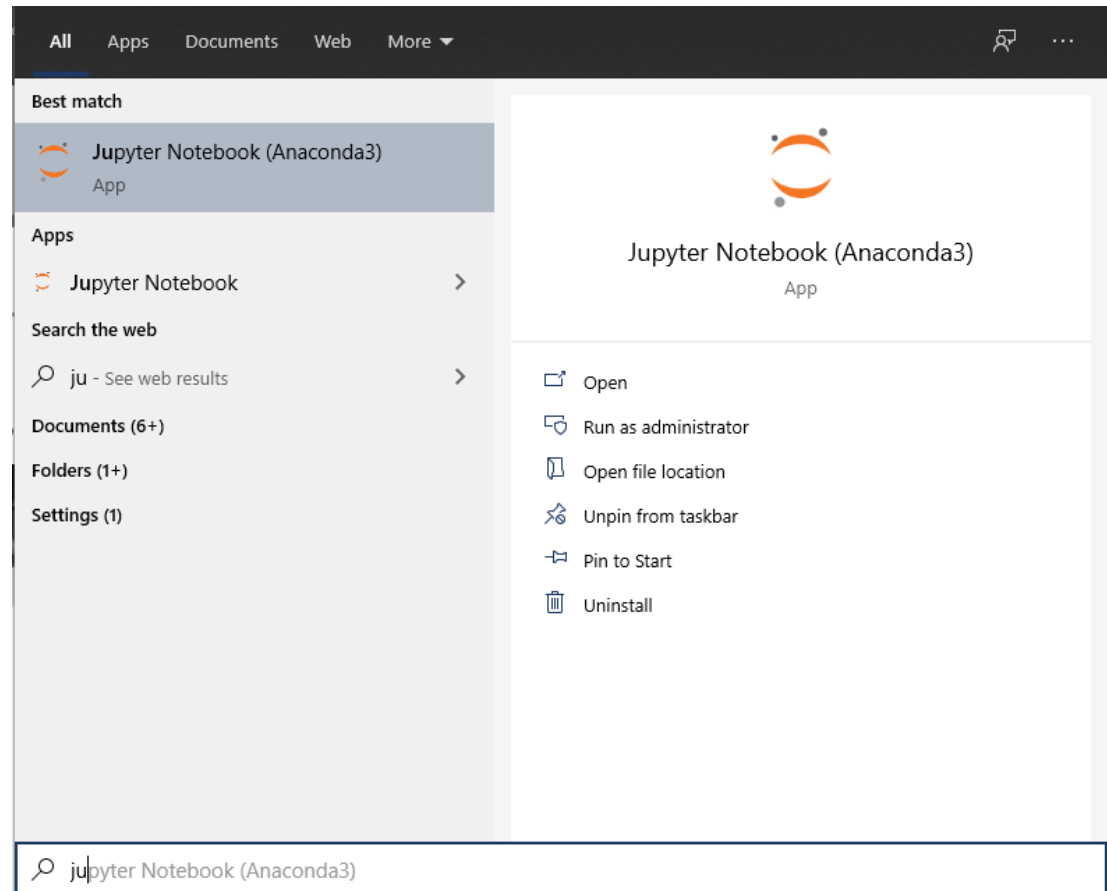 All Apps Documents Web More
Best match
Jupyter Notebook (Anaconda3)
App
Apps
Jupyter Notebook
Search the web
ju - See web results
Documents (6+)
Folders (1+)
Settings (1)
Jupyter Notebook (Anaconda3)
App
Open
Run as administrator
Open file location
Unpin from taskbar
Pin to Start
Uninstall
jupyter Notebook (Anaconda3)